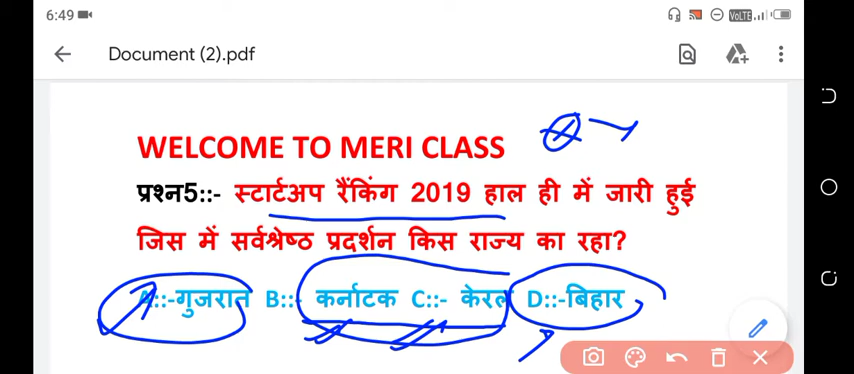 6:49
VoLTE
Document (2).pdf
WELCOME TO MERI CLASS
प्रश्न5::- स्टार्टअप रैंकिंग 2019 हाल ही में जारी हुई
जिस में सर्वश्रेष्ठ प्रदर्शन किस राज्य का रहा?
A::-गुजरात B::- कर्नाटक C::- केरल D::-बिहार